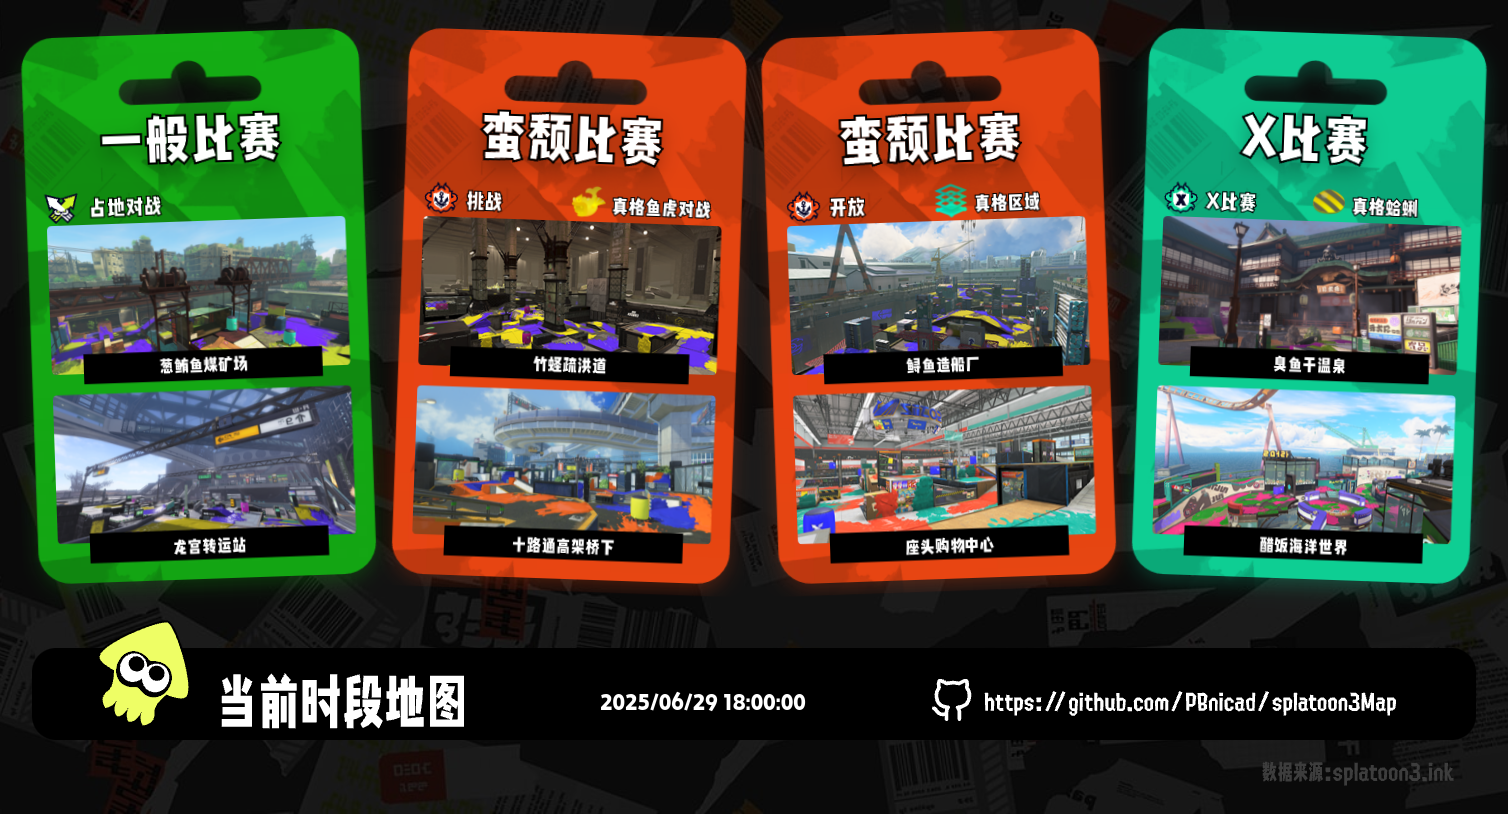 一般比赛
占地对战
葱鲔鱼煤矿场
龙宫转运站
蛮颓比赛
挑战
真格鱼虎对战
竹蛏疏洪道
十路通高架桥下
蛮颓比赛
开放
真格区域
鲟鱼造船厂
座头购物中心
X比赛
X比赛
真格蛤蜊
臭鱼干温泉
醋饭海洋世界
当前时段地图
2025/06/29 18:00:00
https://github.com/PBnicad/splatoon3Map
数据来源:splatoon3.ink